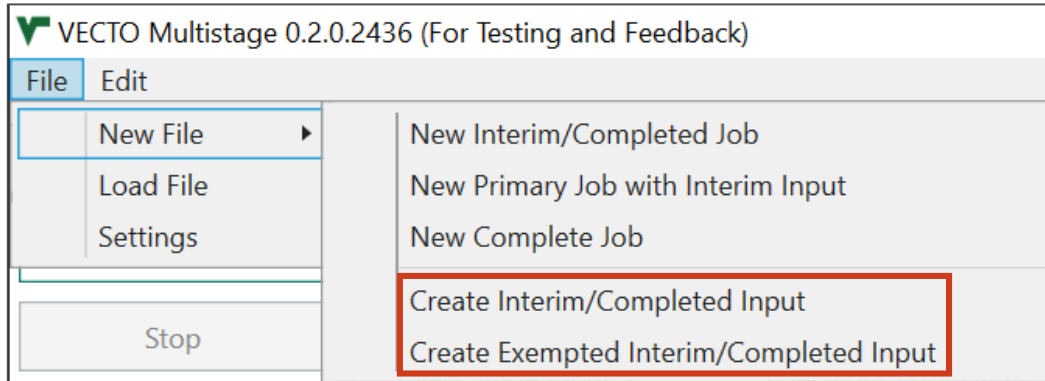 VECTO Multistage 0.2.0.2436 (For Testing and Feedback)
File Edit
New File
New Interim/Completed Job
Load File
New Primary Job with Interim Input
Settings
New Complete Job
Create Interim/Completed Input
Stop
Create Exempted Interim/Completed Input